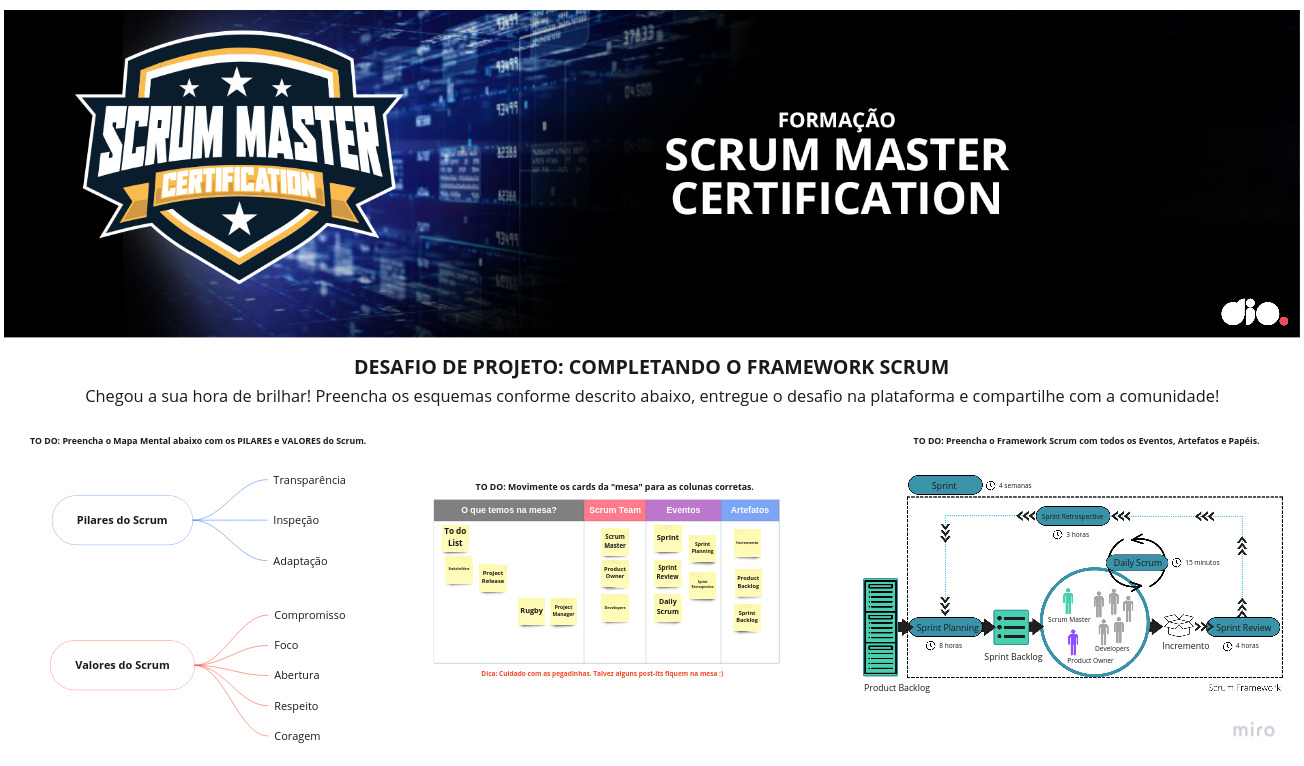 SCRUM MASTER
CERTIFICATION
FORMAÇÃO
SCRUM MASTER
CERTIFICATION
dio.
DESAFIO DE PROJETO: COMPLETANDO O FRAMEWORK SCRUM
Chegou a sua hora de brilhar! Preencha os esquemas conforme descrito abaixo, entregue o desafio na plataforma e compartilhe com a comunidade!
TO DO: Preencha o Mapa Mental abaixo com os PILARES e VALORES do Scrum.
Pilares do Scrum
Transparência
Inspeção
Adaptação
Valores do Scrum
Compromisso
Foco
Abertura
Respeito
Coragem
TO DO: Movimente os cards da "mesa" para as colunas corretas.
O que temos na mesa?
Scrum Team
Eventos
Artefatos
To do
List
Stakeholders
Project
Release
Rugby
Project
Manager
Scrum
Master
Product
Owner
Developers
Sprint
Sprint
Planning
Sprint
Review
Sprint
Retrospective
Daily
Scrum
Incremento
Product
Backlog
Sprint
Backlog
Dica: Cuidado com as pegadinhas. Talvez alguns post-its fiquem na mesa :)
TO DO: Preencha o Framework Scrum com todos os Eventos, Artefatos e Papéis.
Sprint
4 semanas
Sprint Retrospective
3 horas
Daily Scrum
15 minutos
Scrum Master
Developers
Product Owner
Sprint Planning
8 horas
Sprint Backlog
Incremento
Sprint Review
4 horas
Product Backlog
Scrum Framework
miro